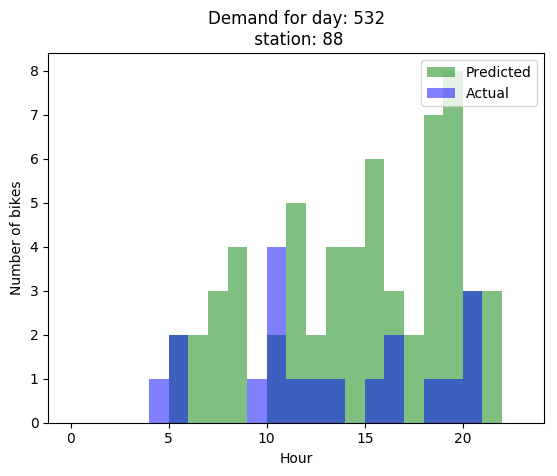 Demand for day: 532
station: 88
Predicted
Actual
Number of bikes
8
7
6
5
4
3
2
1
0
0 5 10 15 20
Hour